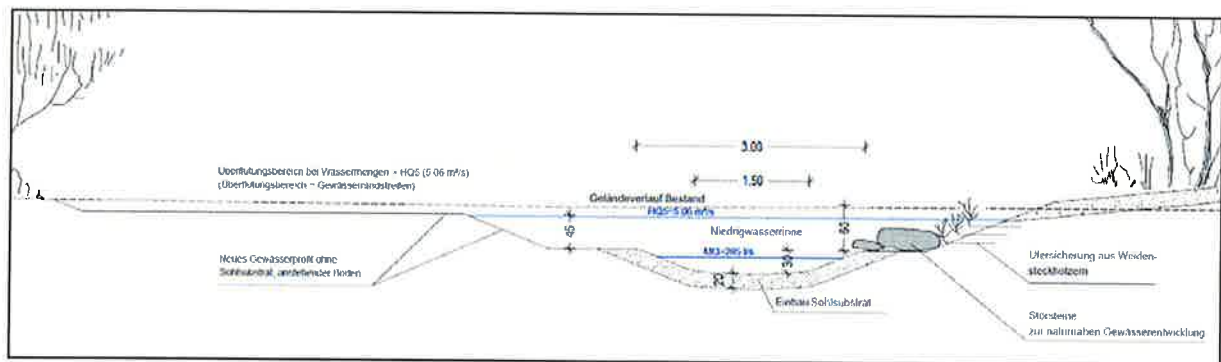 3.00
Überflutungsbereich bei Wassermengen > HQ5 (5.06 m³/s)
(Überflutungsbereich = Gewässerrandstreifen)
1.50
Geländeverlauf Bestand
HQ5=5.06 m³/s
45
Niedrigwasserrinne
60
30
20
Neues Gewässerprofil ohne
Sohlsubstrat, anstehender Boden
Einbau Sohlsubstrat
Ufersicherung aus Weiden-
steckhölzern
Störsteine
zur naturnahen Gewässerentwicklung